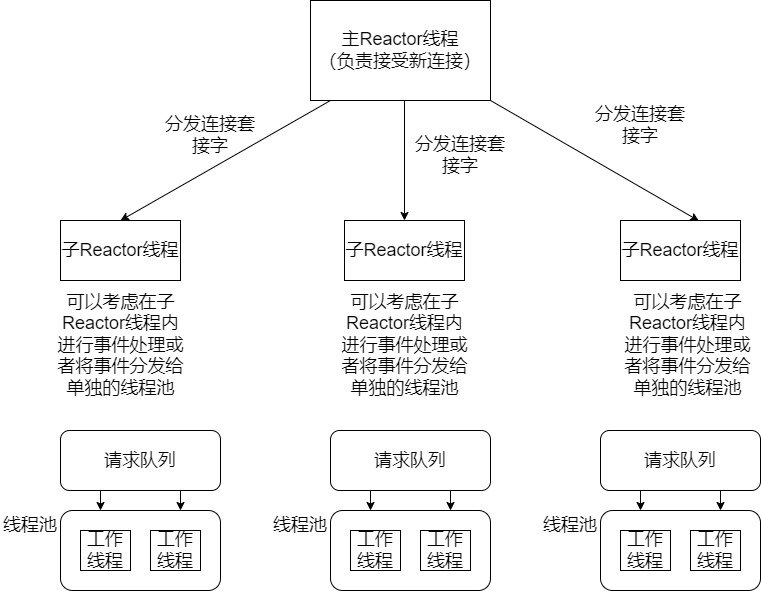 主Reactor线程
（负责接受新连接）
分发连接套
接字
分发连接套
接字
分发连接套
接字
子Reactor线程
子Reactor线程
子Reactor线程
可以考虑在子
Reactor线程内
进行事件处理或
者将事件分发给
单独的线程池
可以考虑在子
Reactor线程内
进行事件处理或
者将事件分发给
单独的线程池
可以考虑在子
Reactor线程内
进行事件处理或
者将事件分发给
单独的线程池
请求队列
请求队列
请求队列
线程池
工作
线程
工作
线程
线程池
工作
线程
工作
线程
线程池
工作
线程
工作
线程